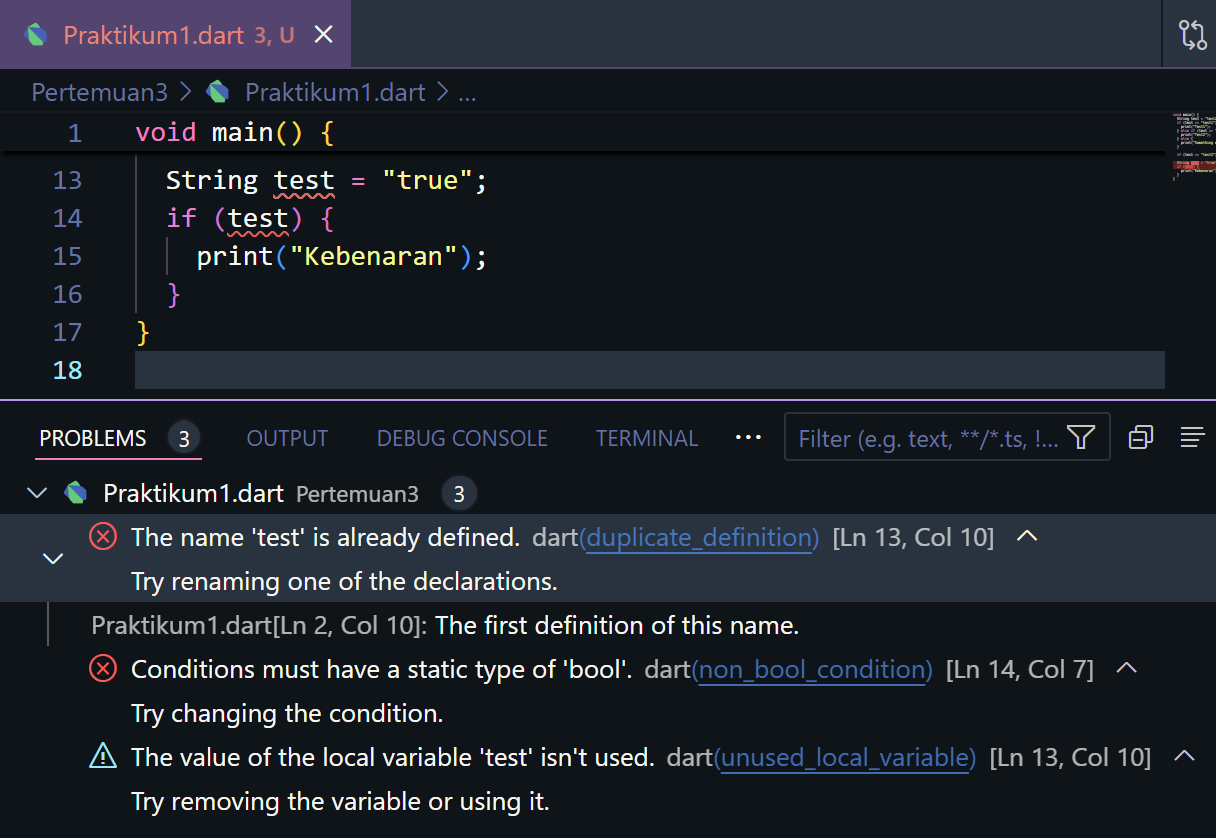 Praktikum1.dart 3, U
Pertemuan3 > Praktikum1.dart > ...
1 void main() {
13 String test = "true";
14 if (test) {
15 print("Kebenaran");
16 }
17 }
18
PROBLEMS 3 OUTPUT DEBUG CONSOLE TERMINAL ... Filter (e.g. text, **/*.ts, !...
Praktikum1.dart Pertemuan3 3
The name 'test' is already defined. dart(duplicate_definition) [Ln 13, Col 10]
Try renaming one of the declarations.
Praktikum1.dart[Ln 2, Col 10]: The first definition of this name.
Conditions must have a static type of 'bool'. dart(non_bool_condition) [Ln 14, Col 7]
Try changing the condition.
The value of the local variable 'test' isn't used. dart(unused_local_variable) [Ln 13, Col 10]
Try removing the variable or using it.